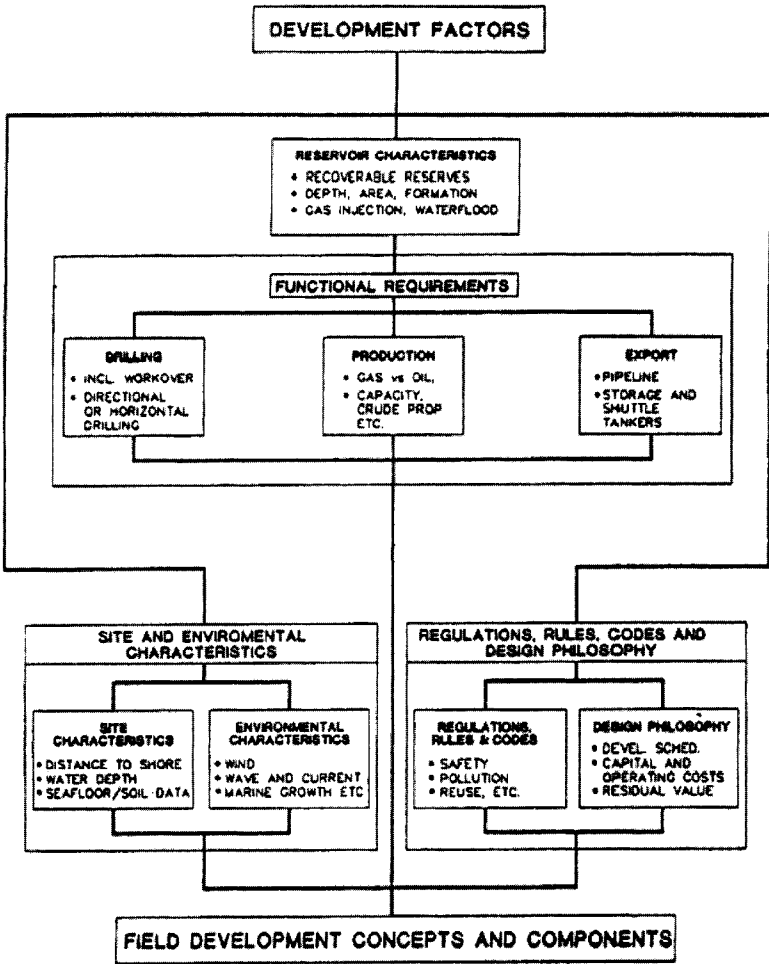 DEVELOPMENT FACTORS
RESERVOIR CHARACTERISTICS
• RECOVERABLE RESERVES
• DEPTH, AREA, FORMATION
• GAS INJECTION, WATERFLOOD
FUNCTIONAL REQUIREMENTS
DRILLING
• INCL. WORKOVER
• DIRECTIONAL
OR HORIZONTAL
DRILLING
PRODUCTION
• GAS vs OIL,
• CAPACITY,
CRUDE PROP
ETC.
EXPORT
• PIPELINE
• STORAGE AND
SHUTTLE
TANKERS
SITE AND ENVIROMENTAL
CHARACTERISTICS
SITE
CHARACTERISTICS
• DISTANCE TO SHORE
• WATER DEPTH
• SEAFLOOR/SOIL DATA
ENVIRONMENTAL
CHARACTERISTICS
• WIND
• WAVE AND CURRENT
• MARINE GROWTH ETC
REGULATIONS, RULES, CODES AND
DESIGN PHILOSOPHY
REGULATIONS,
RULES & CODES
• SAFETY
• POLLUTION
• REUSE, ETC.
DESIGN PHILOSOPHY
• DEVEL. SCHED.
• CAPITAL AND
OPERATING COSTS
• RESIDUAL VALUE
FIELD DEVELOPMENT CONCEPTS AND COMPONENTS